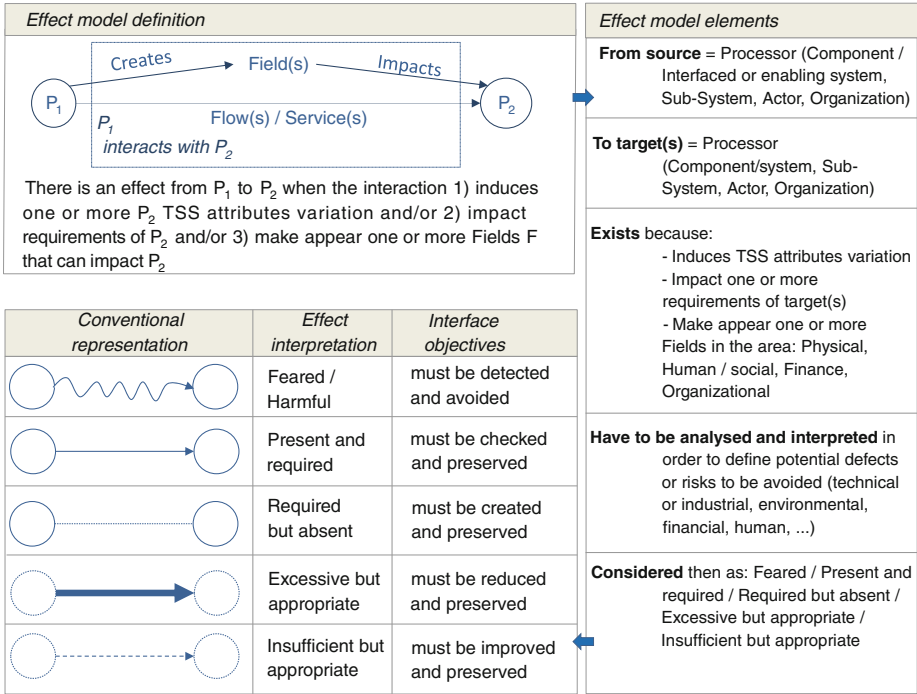 Effect model definition
Creates
Field(s)
Impacts
P1
P2
Flow(s) / Service(s)
P1
interacts with P2
There is an effect from P1 to P2 when the interaction 1) induces
one or more P2 TSS attributes variation and/or 2) impact
requirements of P2 and/or 3) make appear one or more Fields F
that can impact P2
Conventional
representation
Effect
interpretation
Interface
objectives
Feared /
Harmful
must be detected
and avoided
Present and
required
must be checked
and preserved
Required
but absent
must be created
and preserved
Excessive but
appropriate
must be reduced
and preserved
Insufficient but
appropriate
must be improved
and preserved
Effect model elements
From source = Processor (Component /
Interfaced or enabling system,
Sub-System, Actor, Organization)
To target(s) = Processor
(Component/system, Sub-
System, Actor, Organization)
Exists because:
- Induces TSS attributes variation
- Impact one or more
requirements of target(s)
- Make appear one or more
Fields in the area: Physical,
Human / social, Finance,
Organizational
Have to be analysed and interpreted in
order to define potential defects
or risks to be avoided (technical
or industrial, environmental,
financial, human, ...)
Considered then as: Feared / Present and
required / Required but absent /
Excessive but appropriate /
Insufficient but appropriate